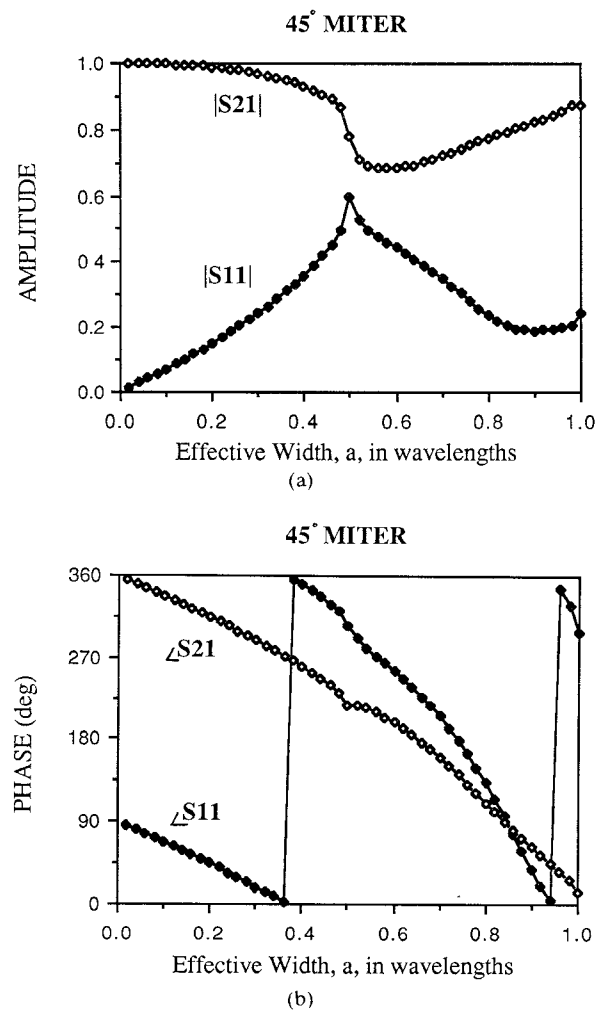 45° MITER
1.0
|S21|
0.8
0.6
AMPLITUDE
0 4
|S11|
0.2
0.0
0.0 0.2 0.4 0.6 0.8 1.0
Effective Width, a, in wavelengths
(a)
45° MITER
360
270
∠S21
180
PHASE (deg)
90
∠S11
0
0.0 0.2 0.4 0.6 0.8 1.0
Effective Width, a, in wavelengths
(b)